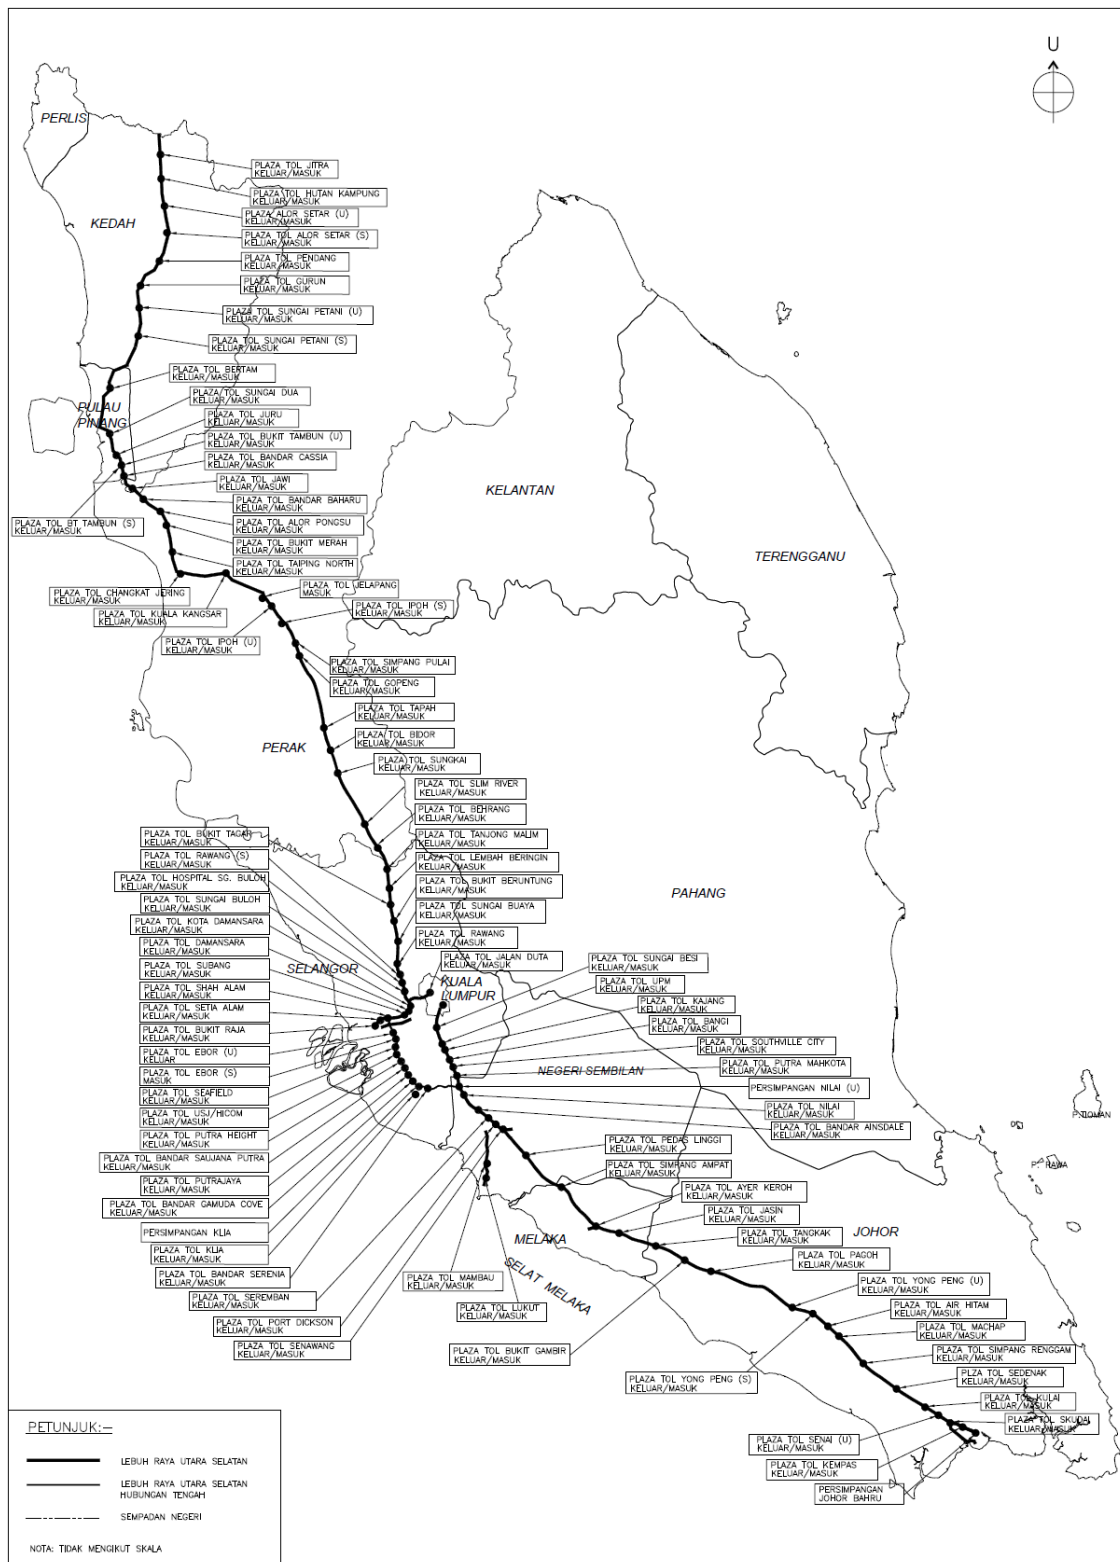 U
PERLIS
KEDAH
PLAZA TOL JITRA
KELUAR/MASUK
PLAZA TOL HUTAN KAMPUNG
KELUAR/MASUK
PLAZA ALOR SETAR (U)
KELUAR/MASUK
PLAZA TOL ALOR SETAR (S)
KELUAR/MASUK
PLAZA TOL PENDANG
KELUAR/MASUK
PLAZA TOL GURUN
KELUAR/MASUK
PLAZA TOL SUNGAI PETANI (U)
KELUAR/MASUK
PLAZA TOL SUNGAI PETANI (S)
KELUAR/MASUK
PLAZA TOL BERTAM
KELUAR/MASUK
PLAZA TOL SUNGAI DUA
KELUAR/MASUK
PULAU
PINANG
PLAZA TOL JURU
KELUAR/MASUK
PLAZA TOL BUKIT TAMBUN (U)
KELUAR/MASUK
PLAZA TOL BANDAR CASSIA
KELUAR/MASUK
PLAZA TOL JAWI
KELUAR/MASUK
PLAZA TOL BANDAR BAHARU
KELUAR/MASUK
PLAZA TOL BT TAMBUN (S)
KELUAR/MASUK
PLAZA TOL ALOR PONGSU
KELUAR/MASUK
PLAZA TOL BUKIT MERAH
KELUAR/MASUK
PLAZA TOL TAIPING NORTH
KELUAR/MASUK
PLAZA TOL CHANGKAT JERING
KELUAR/MASUK
PLAZA TOL KUALA KANGSAR
KELUAR/MASUK
PLAZA TOL JELAPANG
MASUK
PLAZA TOL IPOH (S)
KELUAR/MASUK
PLAZA TOL IPOH (U)
KELUAR/MASUK
PLAZA TOL SIMPANG PULAI
KELUAR/MASUK
PLAZA TOL GOPENG
KELUAR/MASUK
PLAZA TOL TAPAH
KELUAR/MASUK
PLAZA TOL BIDOR
KELUAR/MASUK
PLAZA TOL SUNGKAI
KELUAR/MASUK
PERAK
KELANTAN
TERENGGANU
PAHANG
PLAZA TOL SLIM RIVER
KELUAR/MASUK
PLAZA TOL BEHRANG
KELUAR/MASUK
PLAZA TOL TANJONG MALIM
KELUAR/MASUK
PLAZA TOL LEMBAH BERINGIN
KELUAR/MASUK
PLAZA TOL BUKIT BERUNTUNG
KELUAR/MASUK
PLAZA TOL SUNGAI BUAYA
KELUAR/MASUK
PLAZA TOL RAWANG
KELUAR/MASUK
PLAZA TOL JALAN DUTA
KELUAR/MASUK
PLAZA TOL BUKIT TAGAR
KELUAR/MASUK
PLAZA TOL RAWANG (S)
KELUAR/MASUK
PLAZA TOL HOSPITAL SG. BULOH
KELUAR/MASUK
PLAZA TOL SUNGAI BULOH
KELUAR/MASUK
PLAZA TOL KOTA DAMANSARA
KELUAR/MASUK
PLAZA TOL DAMANSARA
KELUAR/MASUK
PLAZA TOL SUBANG
KELUAR/MASUK
PLAZA TOL SHAH ALAM
KELUAR/MASUK
PLAZA TOL SETIA ALAM
KELUAR/MASUK
PLAZA TOL BUKIT RAJA
KELUAR/MASUK
PLAZA TOL EBOR (U)
KELUAR
PLAZA TOL EBOR (S)
MASUK
PLAZA TOL SEAFIELD
KELUAR/MASUK
PLAZA TOL USJ/HICOM
KELUAR/MASUK
PLAZA TOL PUTRA HEIGHT
KELUAR/MASUK
PLAZA TOL BANDAR SAUJANA PUTRA
KELUAR/MASUK
PLAZA TOL PUTRAJAYA
KELUAR/MASUK
PLAZA TOL BANDAR GAMUDA COVE
KELUAR/MASUK
PERSIMPANGAN KLIA
PLAZA TOL KLIA
KELUAR/MASUK
PLAZA TOL BANDAR SERENIA
KELUAR/MASUK
PLAZA TOL SEREMBAN
KELUAR/MASUK
PLAZA TOL PORT DICKSON
KELUAR/MASUK
PLAZA TOL SENAWANG
KELUAR/MASUK
SELANGOR
KUALA
LUMPUR
PLAZA TOL SUNGAI BESI
KELUAR/MASUK
PLAZA TOL UPM
KELUAR/MASUK
PLAZA TOL KAJANG
KELUAR/MASUK
PLAZA TOL BANGI
KELUAR/MASUK
PLAZA TOL SOUTHVILLE CITY
KELUAR/MASUK
PLAZA TOL PUTRA MAHKOTA
KELUAR/MASUK
NEGERI SEMBILAN
PERSIMPANGAN NILAI (U)
PLAZA TOL NILAI
KELUAR/MASUK
PLAZA TOL BANDAR AINSDALE
KELUAR/MASUK
PLAZA TOL PEDAS LINGGI
KELUAR/MASUK
PLAZA TOL SIMPANG AMPAT
KELUAR/MASUK
PLAZA TOL AYER KEROH
KELUAR/MASUK
PLAZA TOL JASIN
KELUAR/MASUK
PLAZA TOL TANGKAK
KELUAR/MASUK
PLAZA TOL PAGOH
KELUAR/MASUK
P.TIOMAN
P. RAWA
JOHOR
MELAKA
SELAT MELAKA
PLAZA TOL MAMBAU
KELUAR/MASUK
PLAZA TOL LUKUT
KELUAR/MASUK
PLAZA TOL BUKIT GAMBIR
KELUAR/MASUK
PLAZA TOL YONG PENG (U)
KELUAR/MASUK
PLAZA TOL AIR HITAM
KELUAR/MASUK
PLAZA TOL MACHAP
KELUAR/MASUK
PLAZA TOL SIMPANG RENGGAM
KELUAR/MASUK
PLAZA TOL YONG PENG (S)
KELUAR/MASUK
PLZA TOL SEDENAK
KELUAR/MASUK
PLAZA TOL KULAI
KELUAR/MASUK
PLAZA TOL SKUDAI
KELUAR/MASUK
PLAZA TOL SENAI (U)
KELUAR/MASUK
PLAZA TOL KEMPAS
KELUAR/MASUK
PERSIMPANGAN
JOHOR BAHRU
PETUNJUK:-
LEBUH RAYA UTARA SELATAN
LEBUH RAYA UTARA SELATAN
HUBUNGAN TENGAH
SEMPADAN NEGERI
NOTA: TIDAK MENGIKUT SKALA